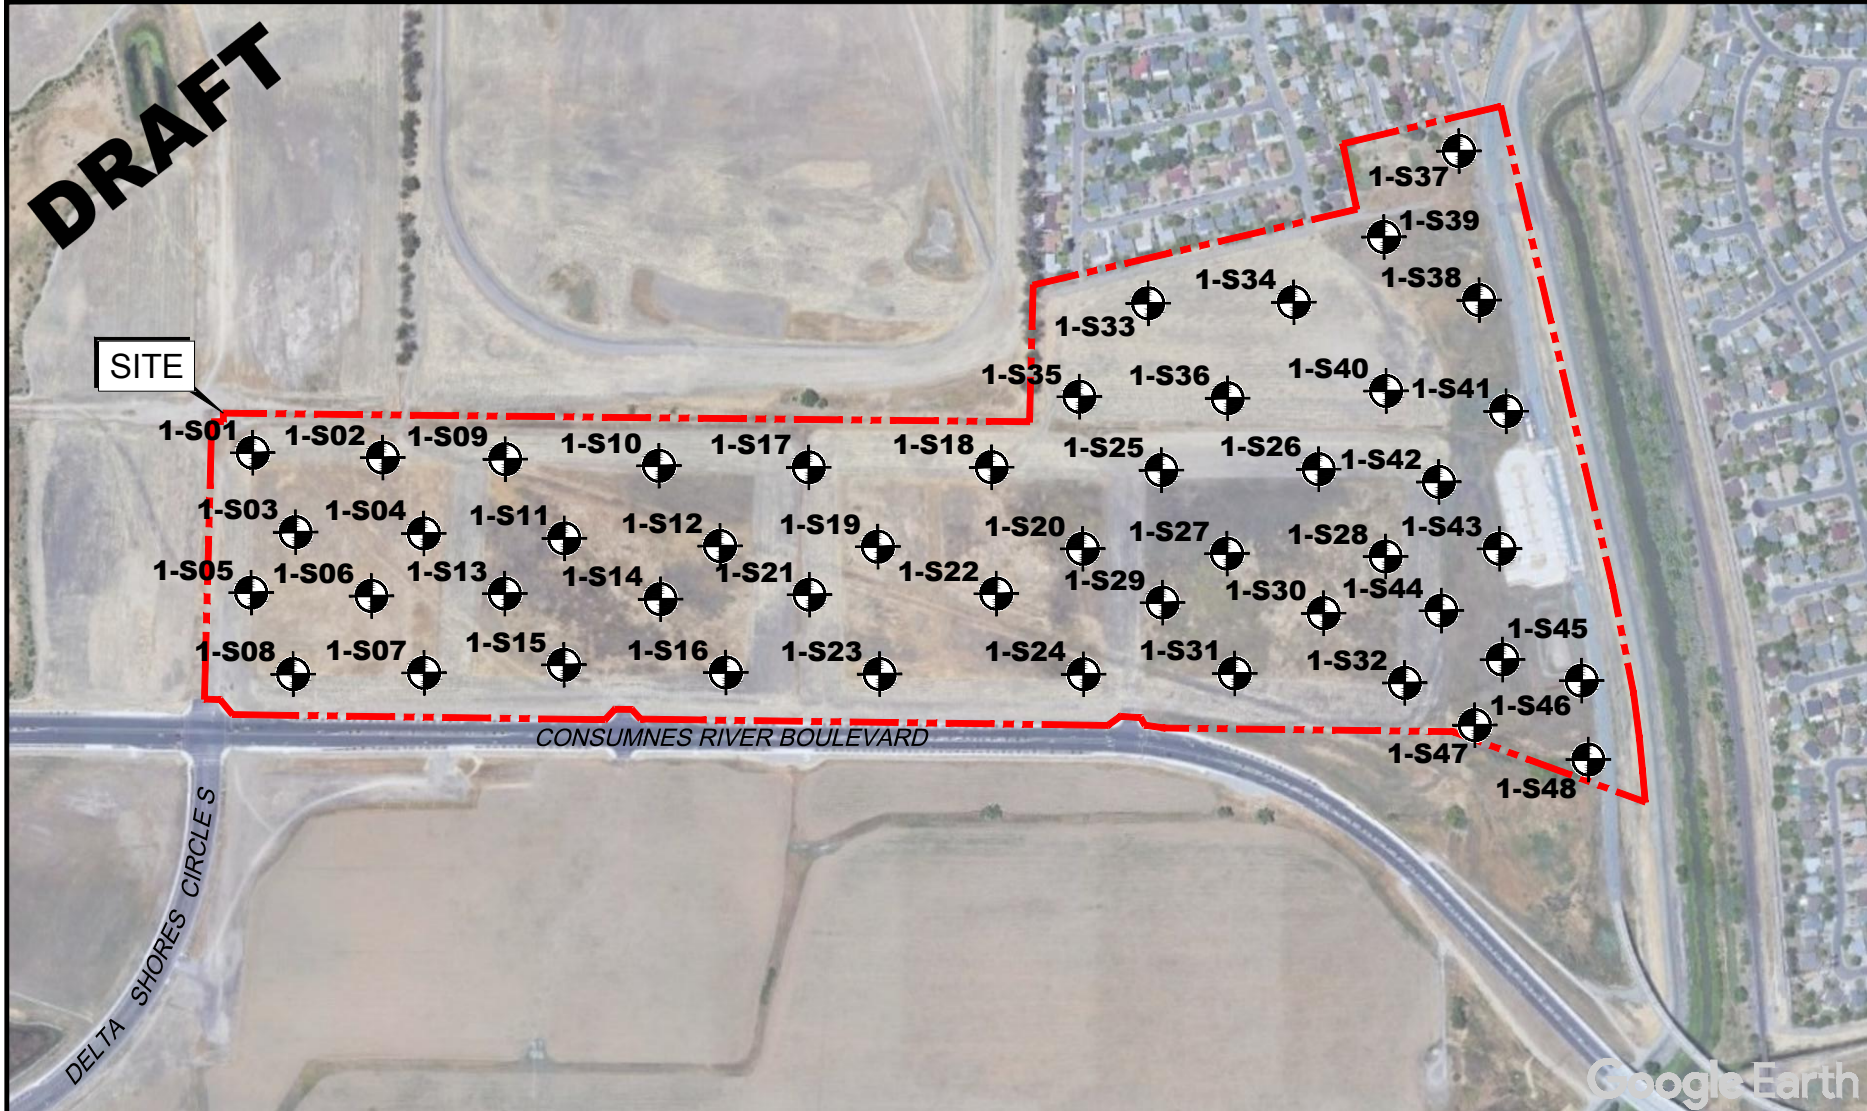 DRAFT
1-S37
1-S39
1-S38
1-S34
1-S33
SITE
1-S35
1-S36
1-S40
1-S41
1-S01
1-S02
1-S09
1-S10
1-S17
1-S18
1-S25
1-S26
1-S42
1-S03
1-S04
1-S11
1-S12
1-S19
1-S20
1-S27
1-S28
1-S43
1-S05
1-S06
1-S13
1-S14
1-S21
1-S22
1-S29
1-S30
1-S44
1-S08
1-S07
1-S15
1-S16
1-S23
1-S24
1-S31
1-S32
1-S45
1-S46
1-S47
1-S48
CONSUMNES RIVER BOULEVARD
DELTA SHORES CIRCLE S
Google Earth